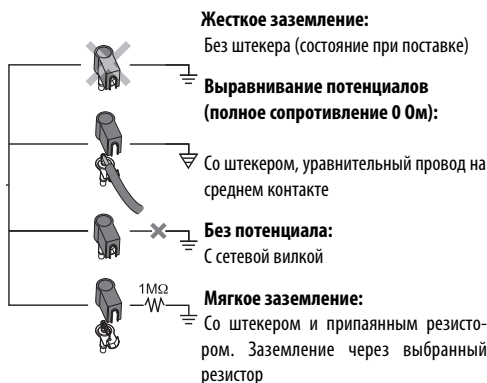 Жесткое заземление:
Без штекера (состояние при поставке)
Выравнивание потенциалов
(полное сопротивление 0 Ом):
Со штекером, уравнительный провод на
среднем контакте
Без потенциала:
С сетевой вилкой
1MΩ
Мягкое заземление:
Со штекером и припаянным резисто-
ром. Заземление через выбранный
резистор